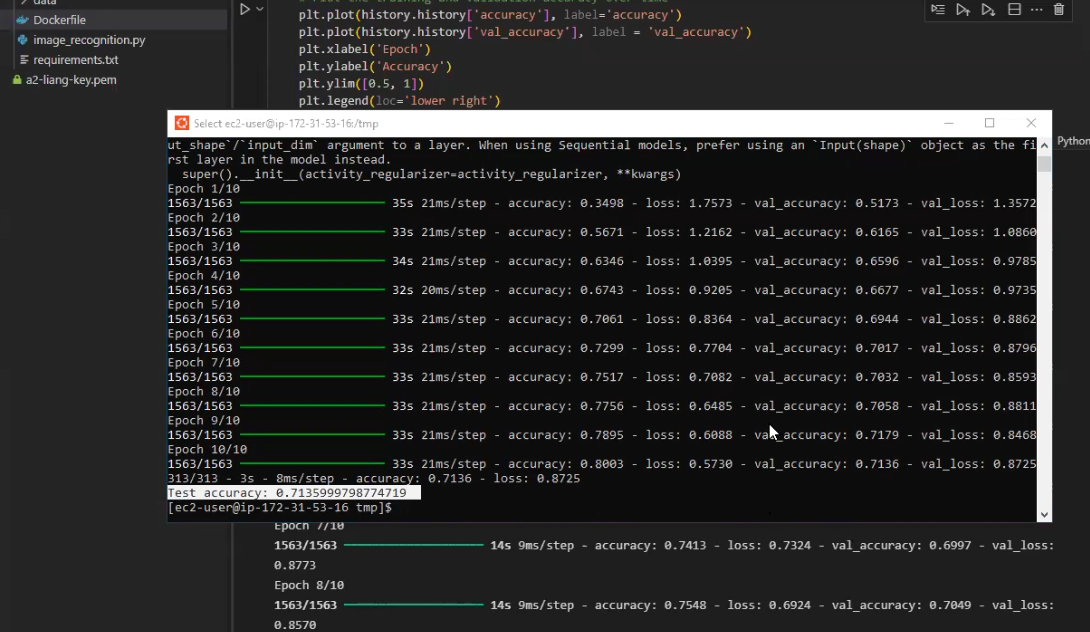 data
Dockerfile
image_recognition.py
requirements.txt
a2-liang-key.pem
plt.plot(history.history['accuracy'], label='accuracy')
plt.plot(history.history['val_accuracy'], label = 'val_accuracy')
plt.xlabel('Epoch')
plt.ylabel('Accuracy')
plt.ylim([0.5, 1])
plt.legend(loc='lower right')
Python
Select ec2-user@ip-172-31-53-16:/tmp
ut_shape`/`input_dim` argument to a layer. When using Sequential models, prefer using an `Input(shape)` object as the fi
rst layer in the model instead.
super().__init__(activity_regularizer=activity_regularizer, **kwargs)
Epoch 1/10
1563/1563 35s 21ms/step - accuracy: 0.3498 - loss: 1.7573 - val_accuracy: 0.5173 - val_loss: 1.3572
Epoch 2/10
1563/1563 33s 21ms/step - accuracy: 0.5671 - loss: 1.2162 - val_accuracy: 0.6165 - val_loss: 1.0860
Epoch 3/10
1563/1563 34s 21ms/step - accuracy: 0.6346 - loss: 1.0395 - val_accuracy: 0.6596 - val_loss: 0.9785
Epoch 4/10
1563/1563 32s 20ms/step - accuracy: 0.6743 - loss: 0.9205 - val_accuracy: 0.6677 - val_loss: 0.9735
Epoch 5/10
1563/1563 33s 21ms/step - accuracy: 0.7061 - loss: 0.8364 - val_accuracy: 0.6944 - val_loss: 0.8862
Epoch 6/10
1563/1563 33s 21ms/step - accuracy: 0.7299 - loss: 0.7704 - val_accuracy: 0.7017 - val_loss: 0.8796
Epoch 7/10
1563/1563 33s 21ms/step - accuracy: 0.7517 - loss: 0.7082 - val_accuracy: 0.7032 - val_loss: 0.8593
Epoch 8/10
1563/1563 33s 21ms/step - accuracy: 0.7756 - loss: 0.6485 - val_accuracy: 0.7058 - val_loss: 0.8811
Epoch 9/10
1563/1563 33s 21ms/step - accuracy: 0.7895 - loss: 0.6088 - val_accuracy: 0.7179 - val_loss: 0.8468
Epoch 10/10
1563/1563 33s 21ms/step - accuracy: 0.8003 - loss: 0.5730 - val_accuracy: 0.7136 - val_loss: 0.8725
313/313 - 3s - 8ms/step - accuracy: 0.7136 - loss: 0.8725
Test accuracy: 0.7135999798774719
[ec2-user@ip-172-31-53-16 tmp]$
Epoch 7/10
1563/1563 14s 9ms/step - accuracy: 0.7413 - loss: 0.7324 - val_accuracy: 0.6997 - val_loss:
0.8773
Epoch 8/10
1563/1563 14s 9ms/step - accuracy: 0.7548 - loss: 0.6924 - val_accuracy: 0.7049 - val_loss:
0.8570